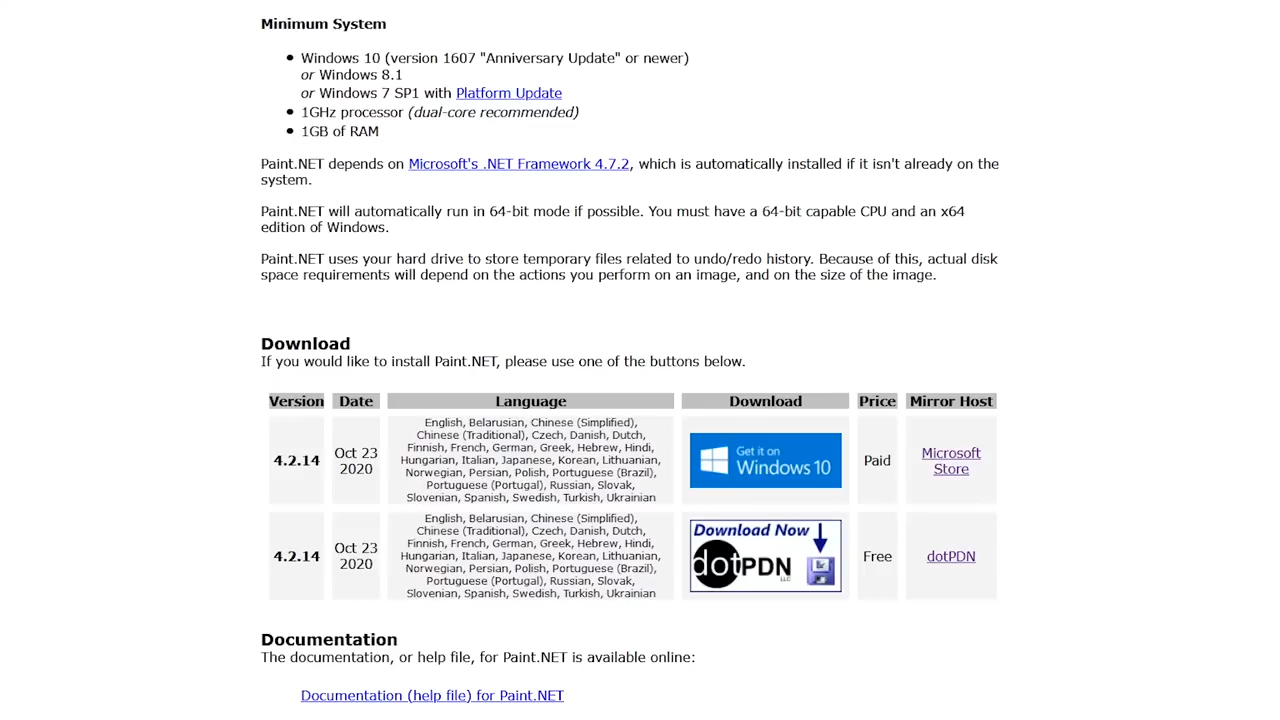 Minimum System
Windows 10 (version 1607 "Anniversary Update" or newer)
or Windows 8.1
or Windows 7 SP1 with Platform Update
1GHz processor (dual-core recommended)
1GB of RAM
Paint.NET depends on Microsoft's .NET Framework 4.7.2, which is automatically installed if it isn't already on the
system.
Paint.NET will automatically run in 64-bit mode if possible. You must have a 64-bit capable CPU and an x64
edition of Windows.
Paint.NET uses your hard drive to store temporary files related to undo/redo history. Because of this, actual disk
space requirements will depend on the actions you perform on an image, and on the size of the image.
Download
If you would like to install Paint.NET, please use one of the buttons below.
Version Date Language Download Price Mirror Host
4.2.14
Oct 23
2020
English, Belarusian, Chinese (Simplified),
Chinese (Traditional), Czech, Danish, Dutch,
Finnish, French, German, Greek, Hebrew, Hindi,
Hungarian, Italian, Japanese, Korean, Lithuanian,
Norwegian, Persian, Polish, Portuguese (Brazil),
Portuguese (Portugal), Russian, Slovak,
Slovenian, Spanish, Swedish, Turkish, Ukrainian
Get it on
Windows 10
Paid
Microsoft
Store
4.2.14
Oct 23
2020
English, Belarusian, Chinese (Simplified),
Chinese (Traditional), Czech, Danish, Dutch,
Finnish, French, German, Greek, Hebrew, Hindi,
Hungarian, Italian, Japanese, Korean, Lithuanian,
Norwegian, Persian, Polish, Portuguese (Brazil),
Portuguese (Portugal), Russian, Slovak,
Slovenian, Spanish, Swedish, Turkish, Ukrainian
Download Now
dotPDN
LLC
Free
dotPDN
Documentation
The documentation, or help file, for Paint.NET is available online:
Documentation (help file) for Paint.NET